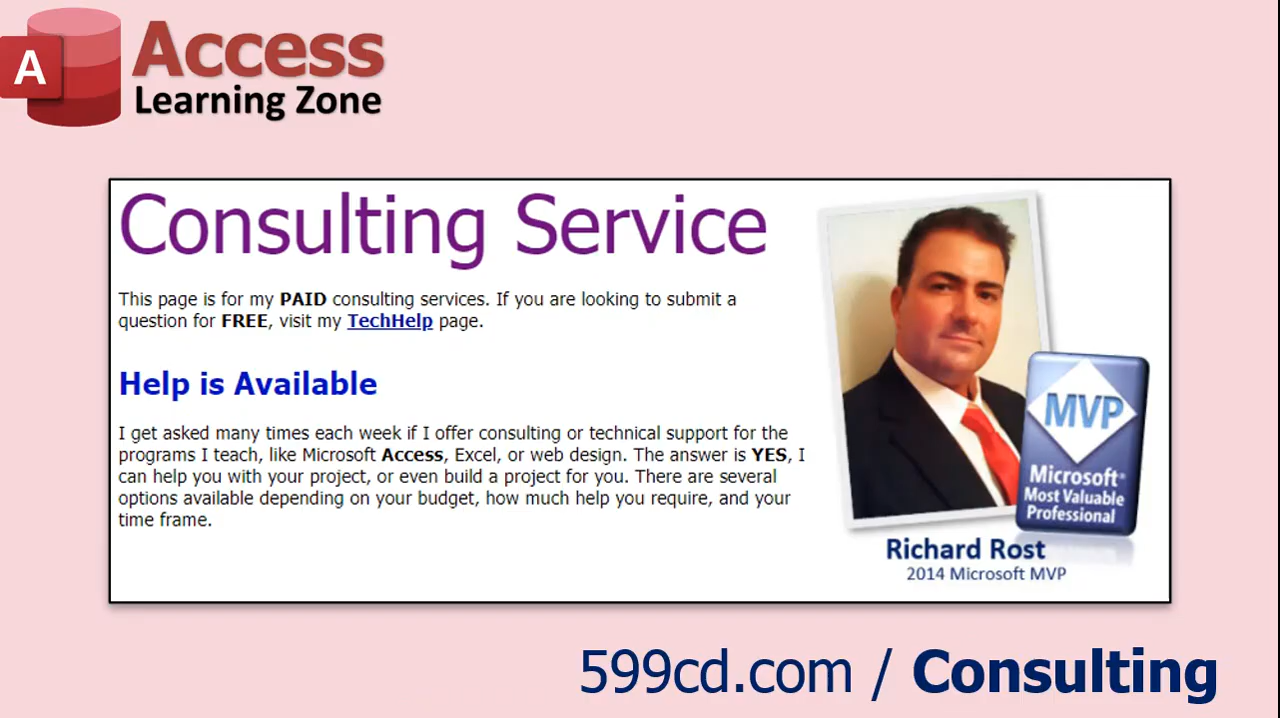 A
Access
Learning Zone
Consulting Service
This page is for my PAID consulting services. If you are looking to submit a
question for FREE, visit my TechHelp page.
Help is Available
I get asked many times each week if I offer consulting or technical support for the
programs I teach, like Microsoft Access, Excel, or web design. The answer is YES, I
can help you with your project, or even build a project for you. There are several
options available depending on your budget, how much help you require, and your
time frame.
MVP
Microsoft®
Most Valuable
Professional
Richard Rost
2014 Microsoft MVP
599cd.com / Consulting